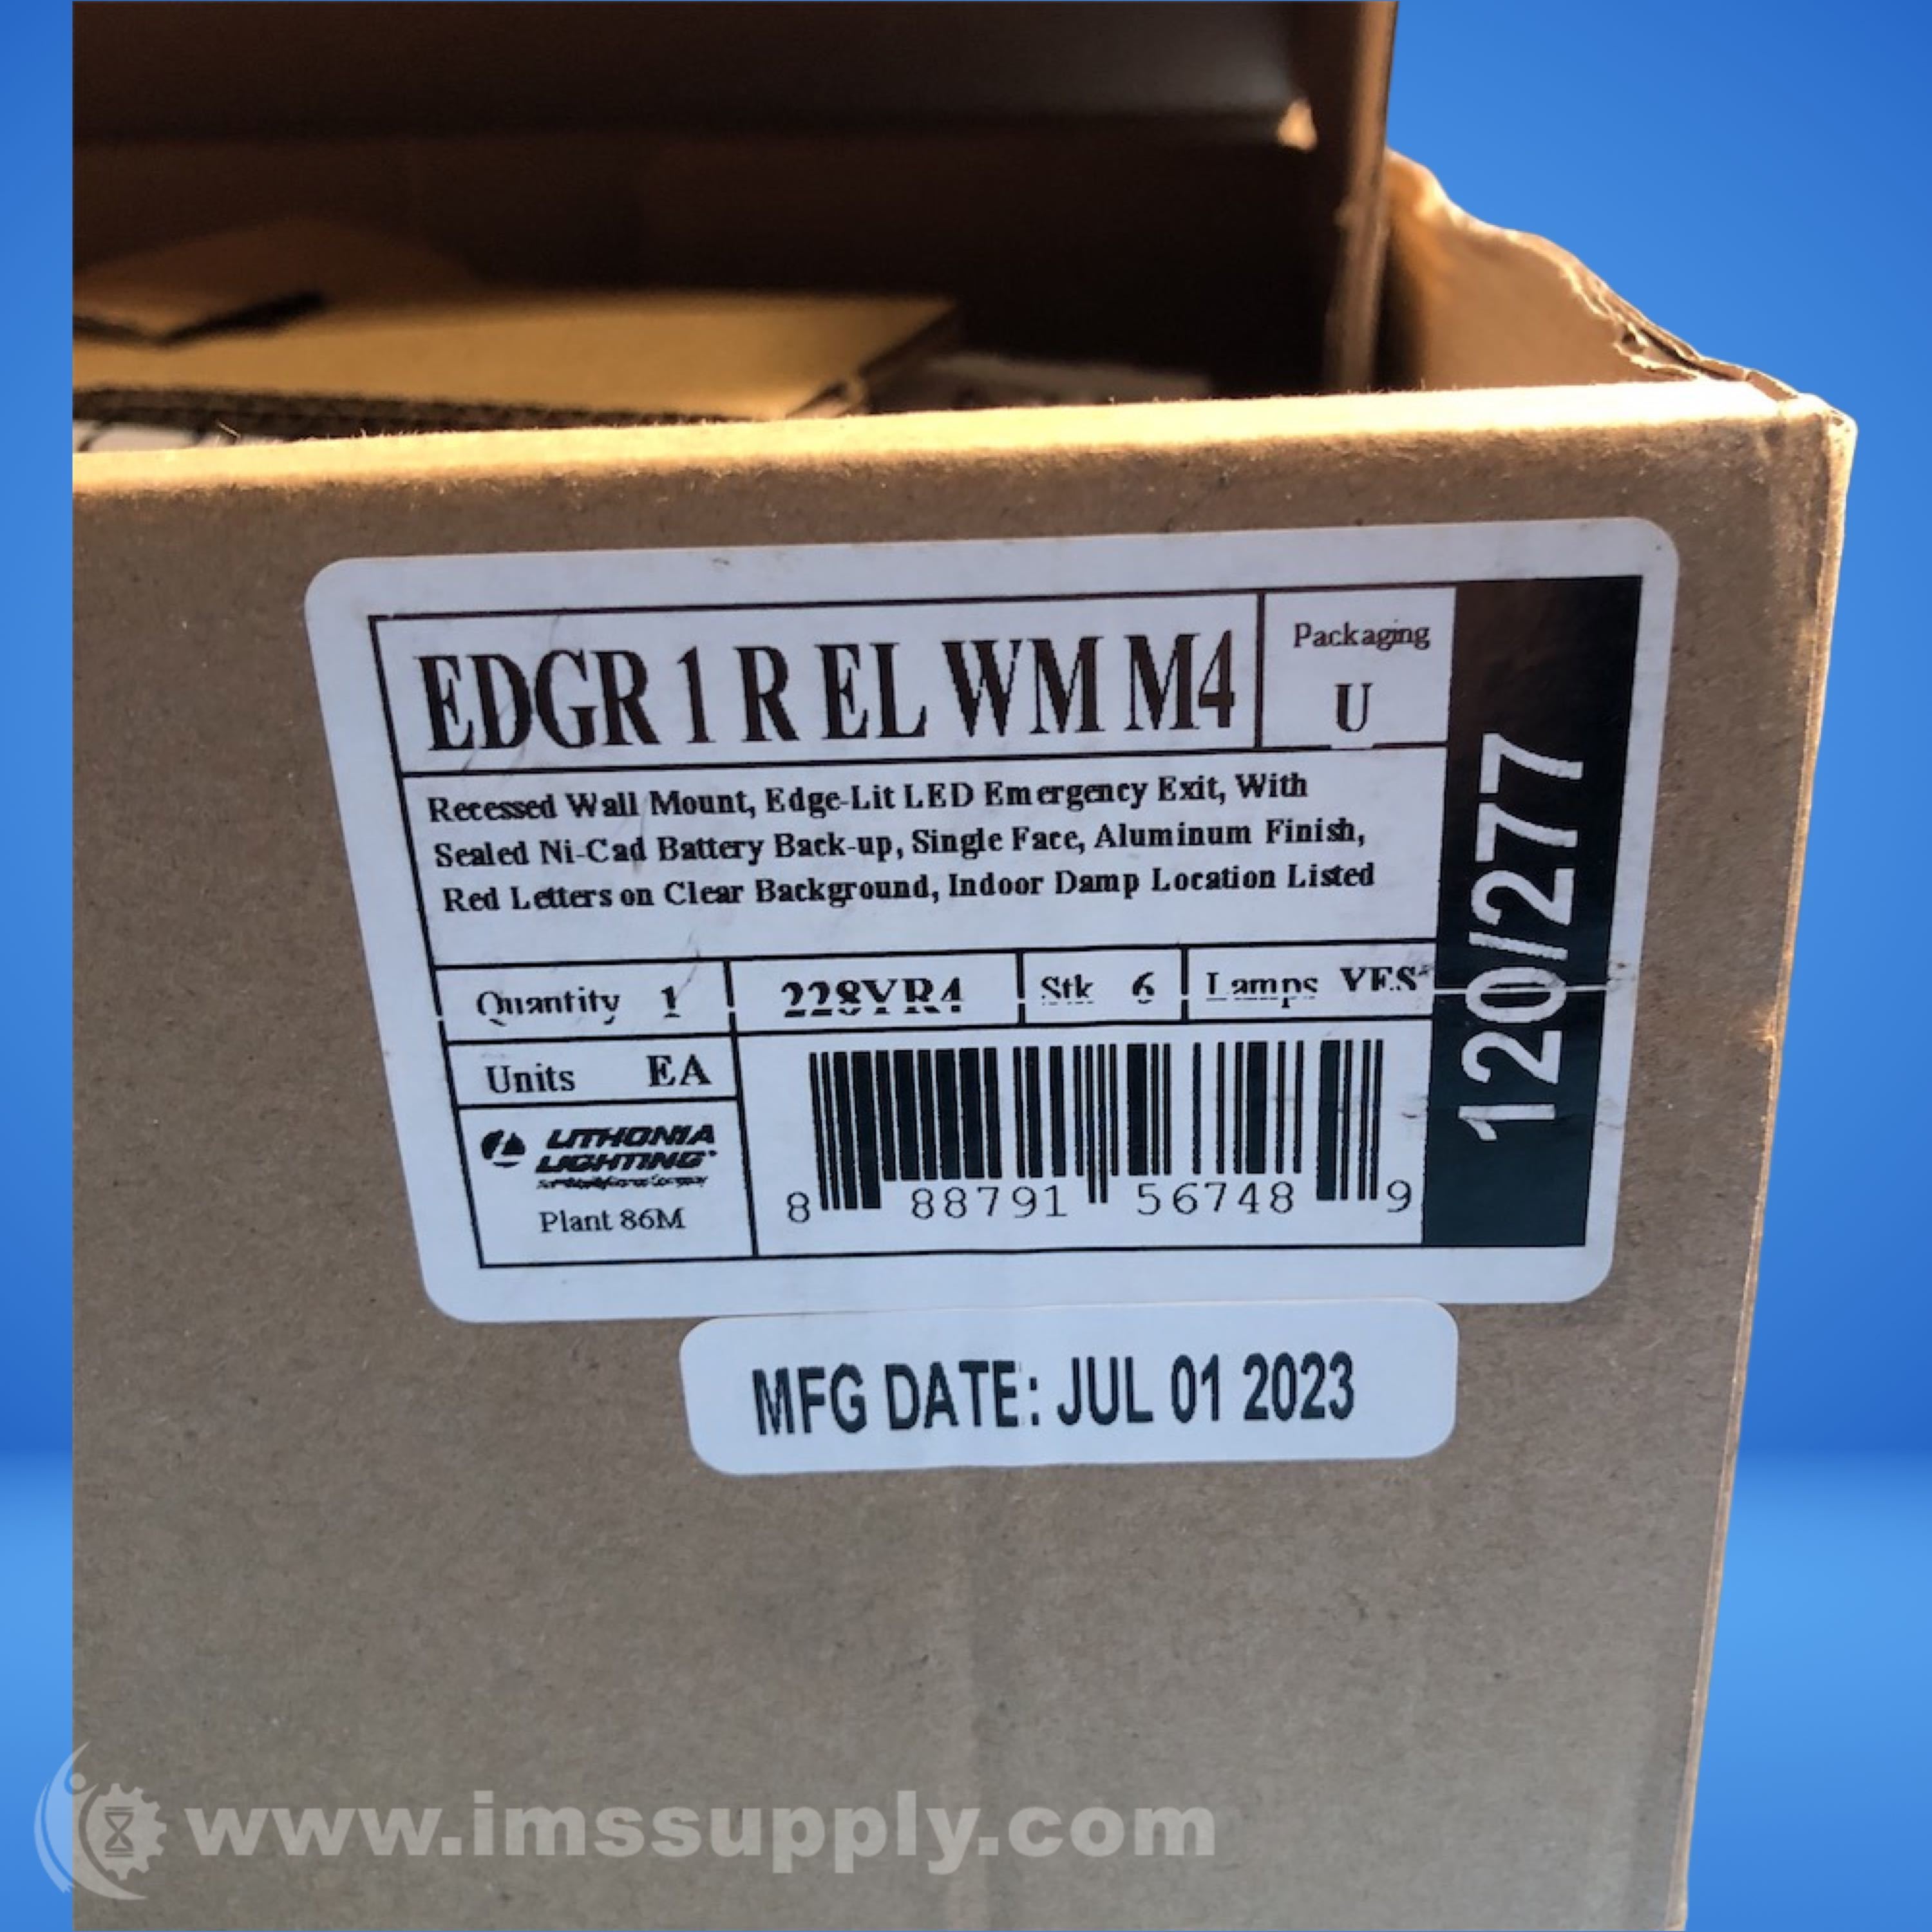 EDGR 1 R EL WM M4
Packaging
U
120/277
Recessed Wall Mount, Edge-Lit LED Emergency Exit, With
Sealed Ni-Cad Battery Back-up, Single Face, Aluminum Finish,
Red Letters on Clear Background, Indoor Damp Location Listed
Quantity 1
228YR4
Stk 6
Lamps YES
Units EA
LITHONIA
LIGHTING
Plant 86M
8 88791 56748 9
MFG DATE: JUL 01 2023
www.imssupply.com